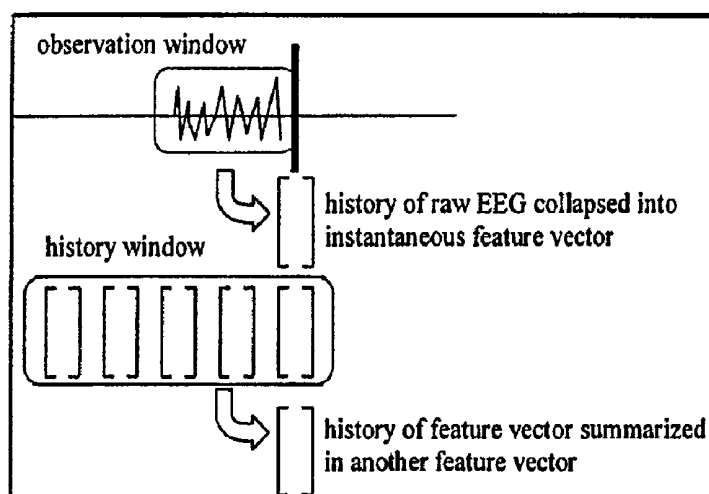 observation window
history of raw EEG collapsed into
instantaneous feature vector
history window
history of feature vector summarized
in another feature vector